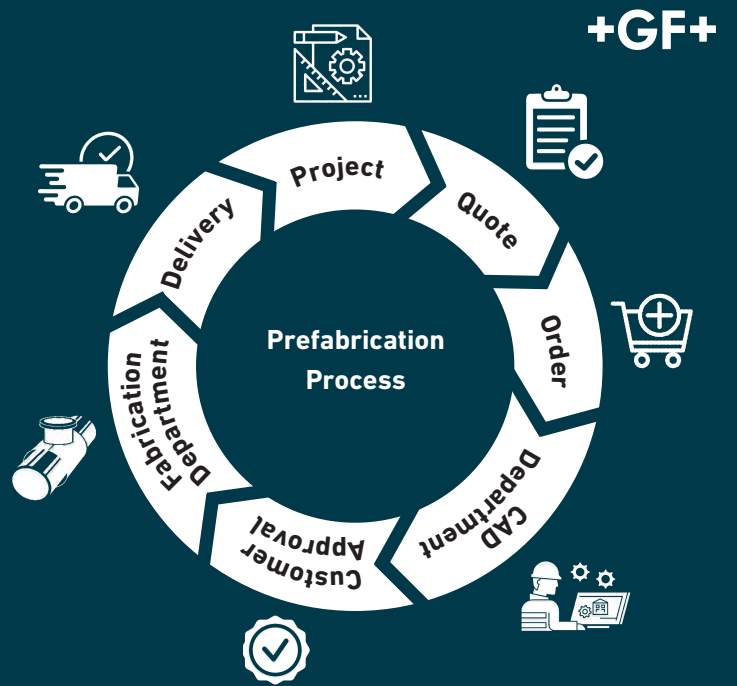 +GF+
Project
Quote
Order
CAD
Department
Customer
Approval
Fabrication
Department
Delivery
Prefabrication
Process